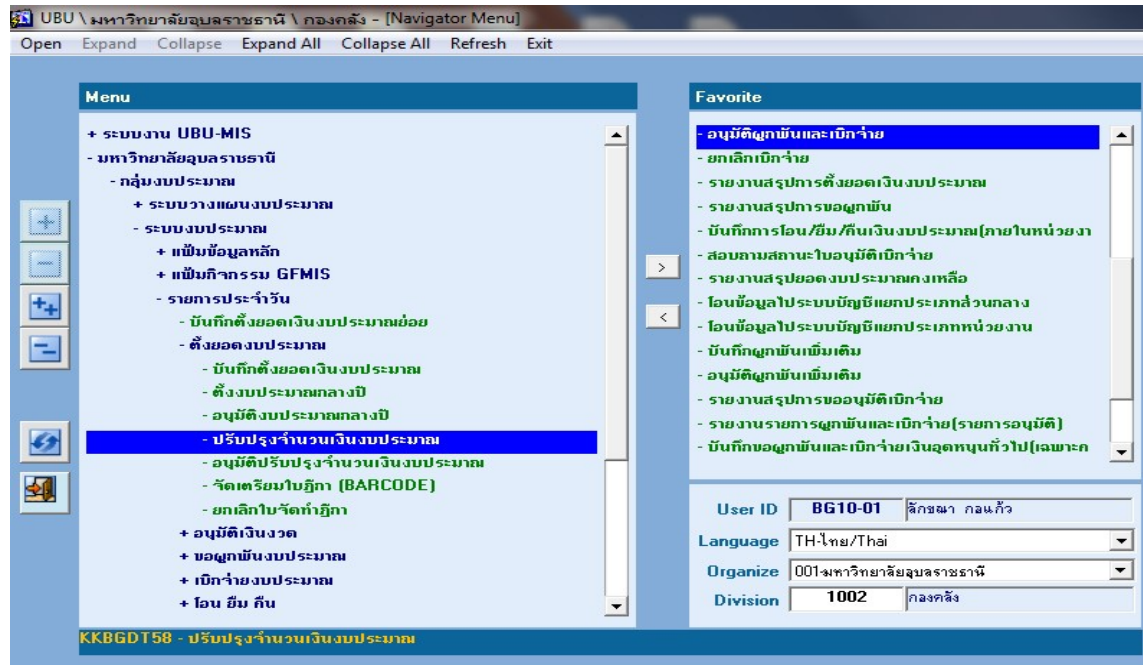 UBU \ มหาวิทยาลัยอุบลราชธานี \ กองคลัง - [Navigator Menu]
Open Expand Collapse Expand All Collapse All Refresh Exit
Menu
+ ระบบงาน UBU-MIS
- มหาวิทยาลัยอุบลราชธานี
- กลุ่มงบประมาณ
+ ระบบวางแผนงบประมาณ
- ระบบงบประมาณ
+ แฟ้มข้อมูลหลัก
+ แฟ้มกิจกรรม GFMIS
- รายการประจำวัน
- บันทึกตั้งยอดเงินงบประมาณย่อย
- ตั้งยอดงบประมาณ
- บันทึกตั้งยอดเงินงบประมาณ
- ตั้งงบประมาณกลางปี
- อนุมัติงบประมาณกลางปี
- ปรับปรุงจำนวนเงินงบประมาณ
- อนุมัติปรับปรุงจำนวนเงินงบประมาณ
- จัดเตรียมใบฎีกา (BARCODE)
- ยกเลิกใบจัดทำฎีกา
+ อนุมัติเงินงวด
+ ขอผูกพันงบประมาณ
+ เบิกจ่ายงบประมาณ
+ โอน ยืม คืน
Favorite
- อนุมัติผูกพันและเบิกจ่าย
- ยกเลิกเบิกจ่าย
- รายงานสรุปการตั้งยอดเงินงบประมาณ
- รายงานสรุปการขอผูกพัน
- บันทึกการโอน/ยืม/คืนเงินงบประมาณ(ภายในหน่วยงา
- สอบถามสถานะใบอนุมัติเบิกจ่าย
- รายงานสรุปยอดงบประมาณคงเหลือ
- โอนข้อมูลไประบบบัญชีแยกประเภทส่วนกลาง
- โอนข้อมูลไประบบบัญชีแยกประเภทหน่วยงาน
- บันทึกผูกพันเพิ่มเติม
- อนุมัติผูกพันเพิ่มเติม
- รายงานสรุปการขออนุมัติเบิกจ่าย
- รายงานรายการผูกพันและเบิกจ่าย(รายการอนุมัติ)
- บันทึกขอผูกพันและเบิกจ่ายเงินอุดหนุนทั่วไป(เฉพาะก
User ID BG10-01 ลักขณา กอแก้ว
Language TH-ไทย/Thai
Organize 001-มหาวิทยาลัยอุบลราชธานี
Division 1002 กองคลัง
KKBGDT58 - ปรับปรุงจำนวนเงินงบประมาณ